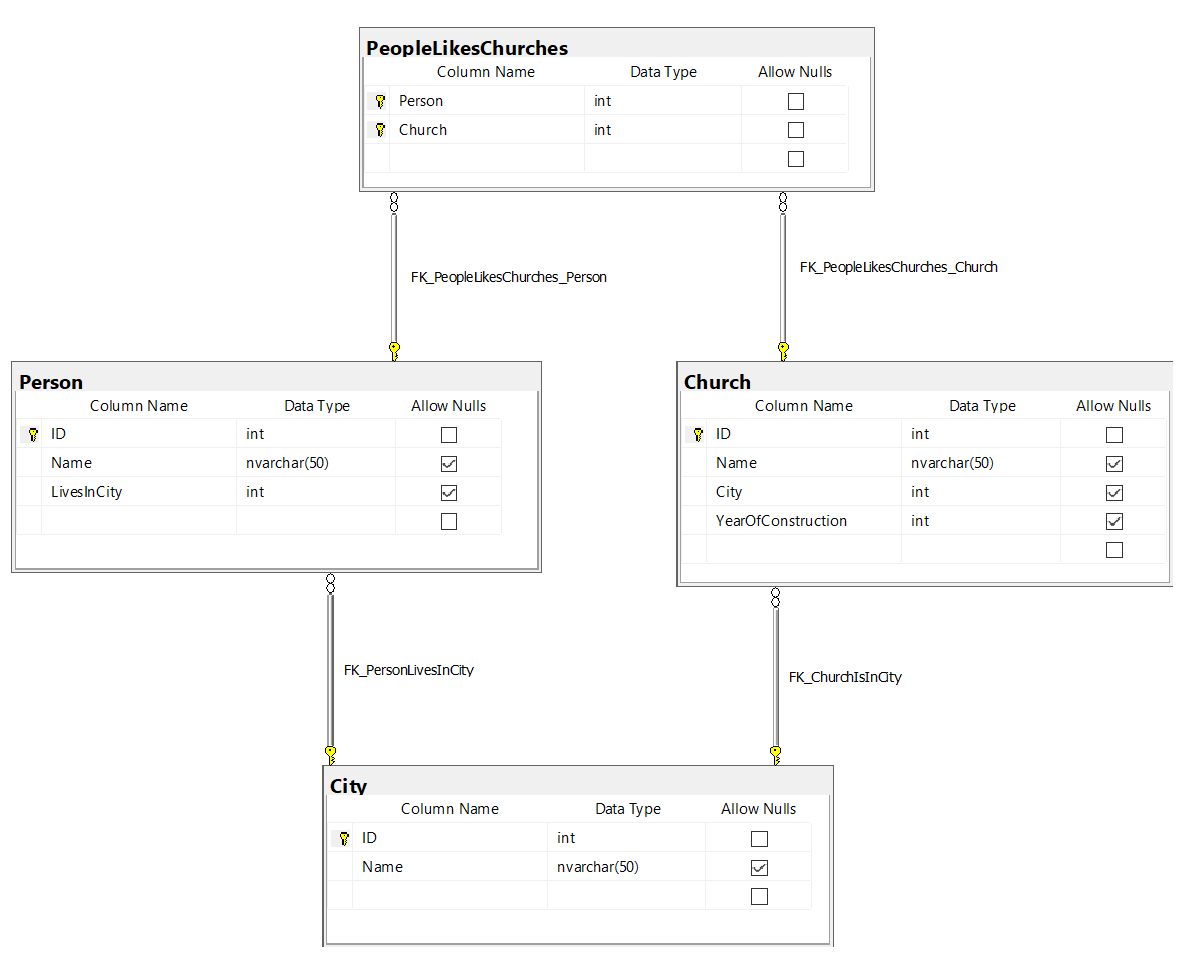 PeopleLikesChurches
Column Name Data Type Allow Nulls
Person int
Church int
FK_PeopleLikesChurches_Person
FK_PeopleLikesChurches_Church
Person
Column Name Data Type Allow Nulls
ID int
Name nvarchar(50)
LivesInCity int
Church
Column Name Data Type Allow Nulls
ID int
Name nvarchar(50)
City int
YearOfConstruction int
FK_PersonLivesInCity
FK_ChurchIsInCity
City
Column Name Data Type Allow Nulls
ID int
Name nvarchar(50)